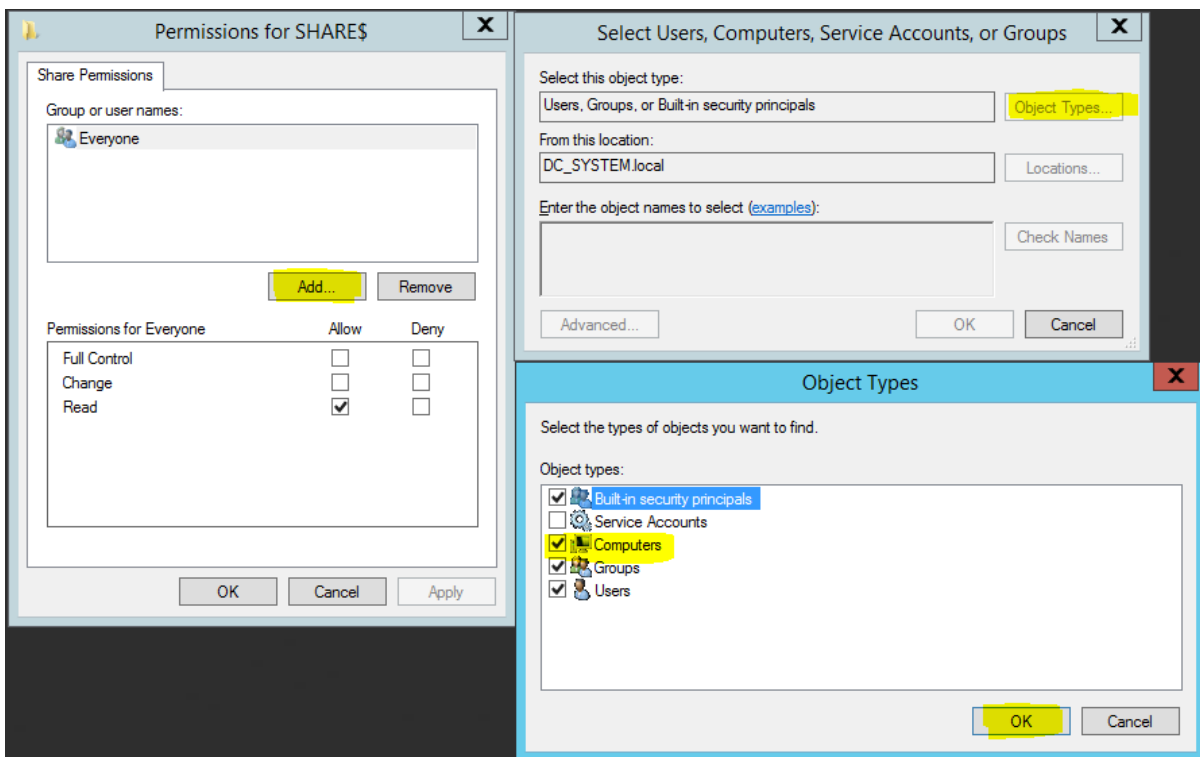 Permissions for SHARE$
X
Share Permissions
Group or user names:
Everyone
Add...
Remove
Permissions for Everyone
Allow
Deny
Full Control
Change
Read
OK
Cancel
Apply
Select Users, Computers, Service Accounts, or Groups
X
Select this object type:
Users, Groups, or Built-in security principals
Object Types...
From this location:
DC_SYSTEM.local
Locations...
Enter the object names to select (examples):
Check Names
Advanced...
OK
Cancel
Object Types
X
Select the types of objects you want to find.
Object types:
Built-in security principals
Service Accounts
Computers
Groups
Users
OK
Cancel